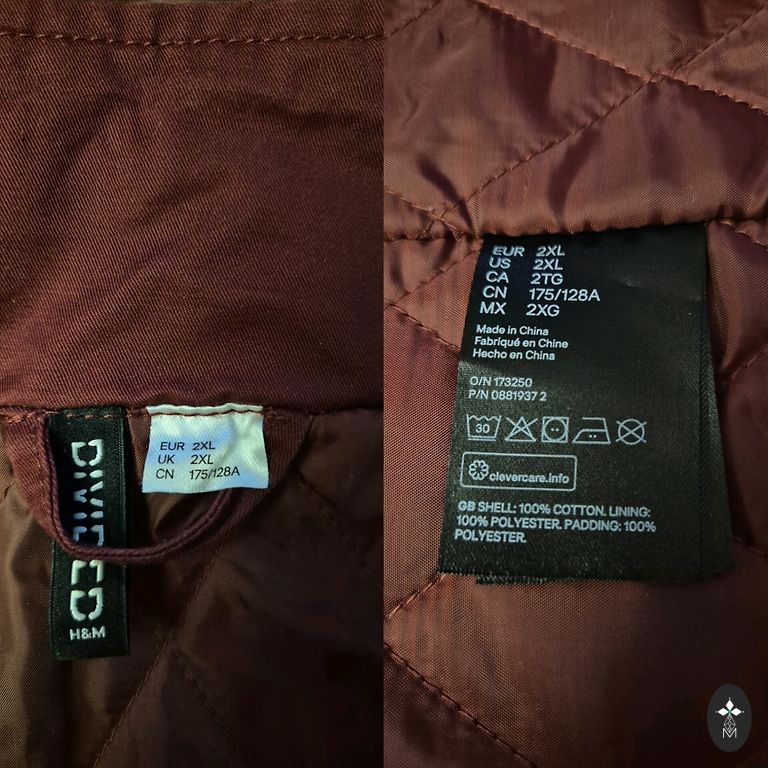 DIVIDED
H&M
EUR 2XL
UK 2XL
CN 175/128A
EUR 2XL
US 2XL
CA 2TG
CN 175/128A
MX 2XG
Made in China
Fabriqué en Chine
Hecho en China
O/N 173250
P/N 0881937 2
30
clevercare.info
GB SHELL: 100% COTTON. LINING:
100% POLYESTER. PADDING: 100%
POLYESTER.
M